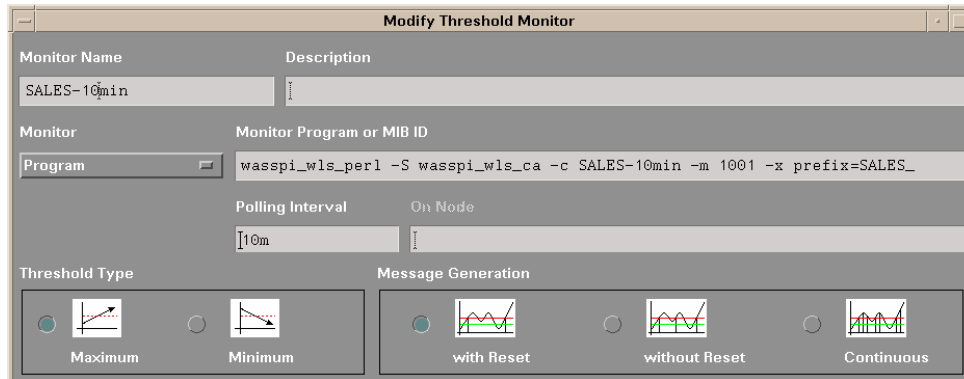 Modify Threshold Monitor
Monitor Name Description
SALES-10min
Monitor Monitor Program or MIB ID
Program wasspi_wls_perl -S wasspi_wls_ca -c SALES-10min -m 1001 -x prefix=SALES_
Polling Interval On Node
10m
Threshold Type Message Generation
Maximum Minimum with Reset without Reset Continuous